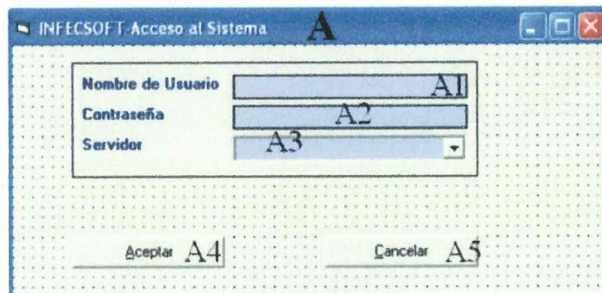 INFECSOFT-Acceso al Sistema A
Nombre de Usuario A1
Contraseña A2
Servidor A3
Aceptar A4 Cancelar A5